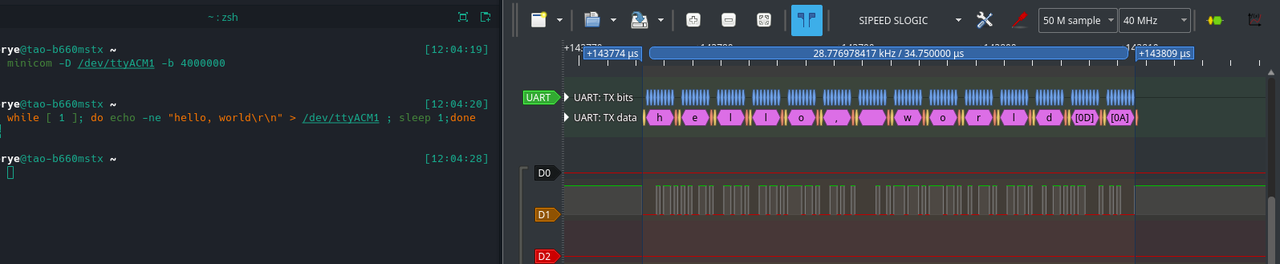 ~ : zsh
rye@tao-b660mstx ~ [12:04:19]
minicom -D /dev/ttyACM1 -b 4000000
rye@tao-b660mstx ~ [12:04:20]
while [ 1 ]; do echo -ne "hello, world\r\n" > /dev/ttyACM1 ; sleep 1;done
rye@tao-b660mstx ~ [12:04:28]
SIPEED SLOGIC 50 M sample 40 MHz
+143774 µs 28.776978417 kHz / 34.750000 µs +143809 µs
UART UART: TX bits
UART: TX data h e l l o , w o r l d [0D] [0A]
D0
D1
D2